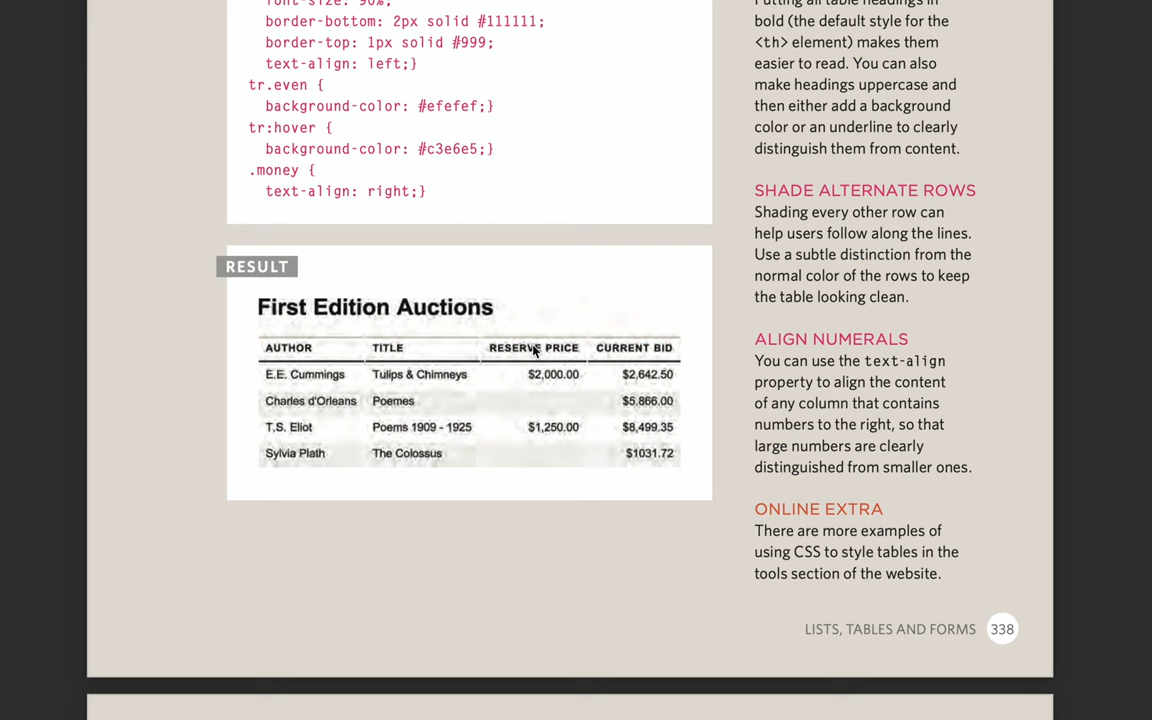 font-size: 90%;
border-bottom: 2px solid #111111;
border-top: 1px solid #999;
text-align: left;}
tr.even {
background-color: #efefef;}
tr:hover {
background-color: #c3e6e5;}
.money {
text-align: right;}
RESULT
First Edition Auctions
AUTHOR TITLE RESERVE PRICE CURRENT BID
E.E. Cummings Tulips & Chimneys $2,000.00 $2,642.50
Charles d'Orleans Poemes $5,866.00
T.S. Eliot Poems 1909 - 1925 $1,250.00 $8,499.35
Sylvia Plath The Colossus $1031.72
Putting all table headings in
bold (the default style for the
<th> element) makes them
easier to read. You can also
make headings uppercase and
then either add a background
color or an underline to clearly
distinguish them from content.
SHADE ALTERNATE ROWS
Shading every other row can
help users follow along the lines.
Use a subtle distinction from the
normal color of the rows to keep
the table looking clean.
ALIGN NUMERALS
You can use the text-align
property to align the content
of any column that contains
numbers to the right, so that
large numbers are clearly
distinguished from smaller ones.
ONLINE EXTRA
There are more examples of
using CSS to style tables in the
tools section of the website.
LISTS, TABLES AND FORMS 338